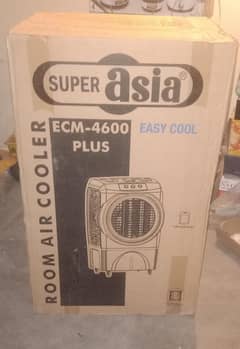 SUPER asia®
ECM-4600
PLUS
EASY COOL
ROOM AIR COOLER